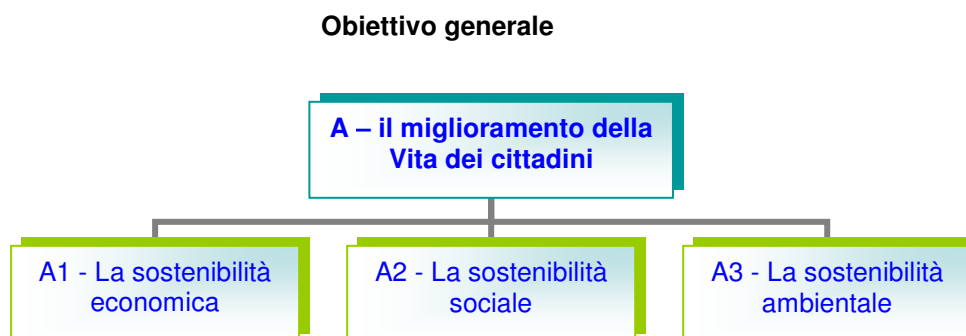 Obiettivo generale
A – il miglioramento della
Vita dei cittadini
A1 - La sostenibilità
economica
A2 - La sostenibilità
sociale
A3 - La sostenibilità
ambientale